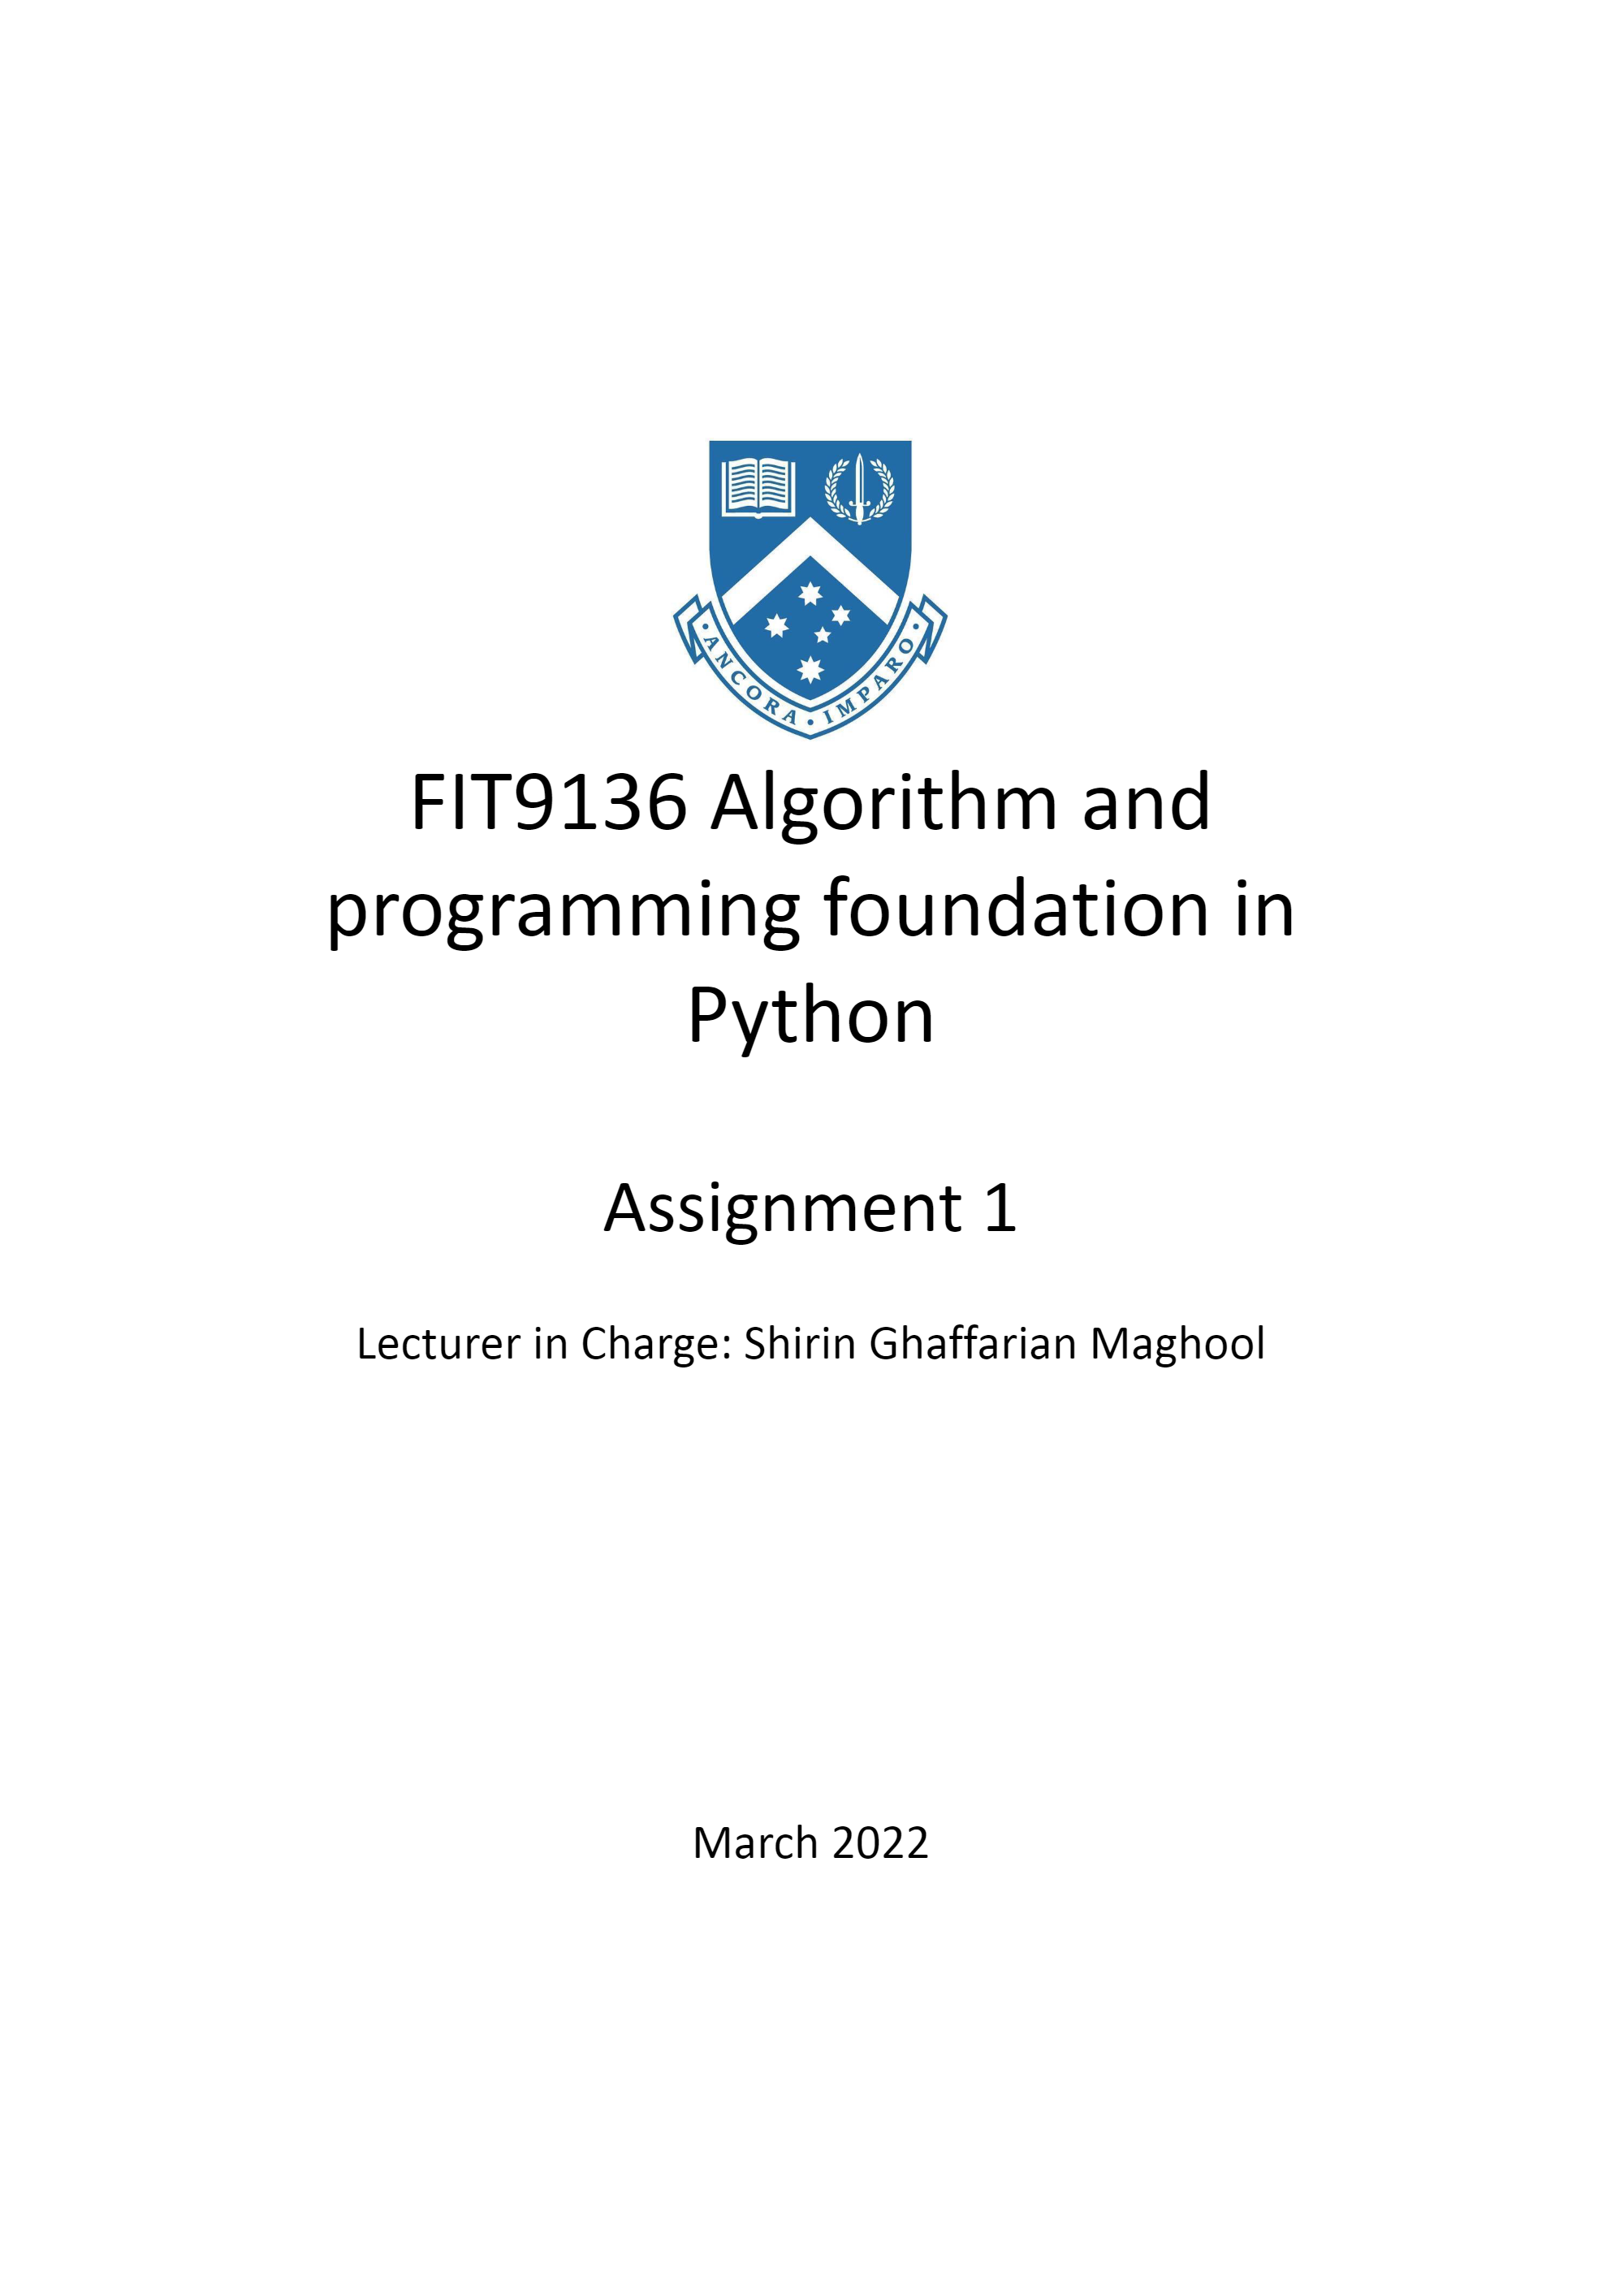 ANCORA • IMPARO
FIT9136 Algorithm and
programming foundation in
Python
Assignment 1
Lecturer in Charge: Shirin Ghaffarian Maghool
March 2022